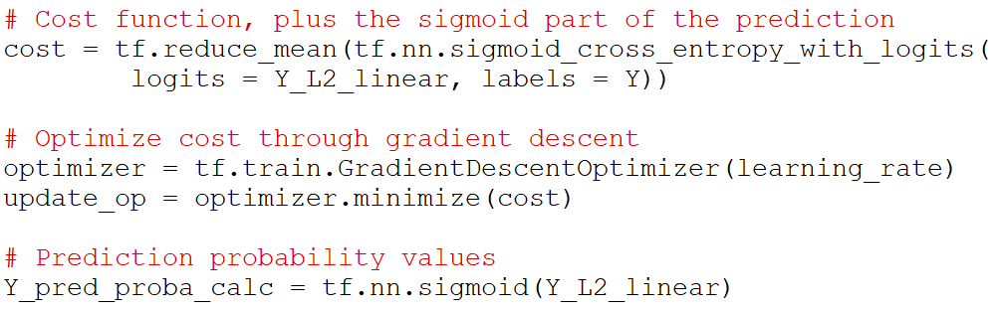 # Cost function, plus the sigmoid part of the prediction
cost = tf.reduce_mean(tf.nn.sigmoid_cross_entropy_with_logits(
        logits = Y_L2_linear, labels = Y))

# Optimize cost through gradient descent
optimizer = tf.train.GradientDescentOptimizer(learning_rate)
update_op = optimizer.minimize(cost)

# Prediction probability values
Y_pred_proba_calc = tf.nn.sigmoid(Y_L2_linear)